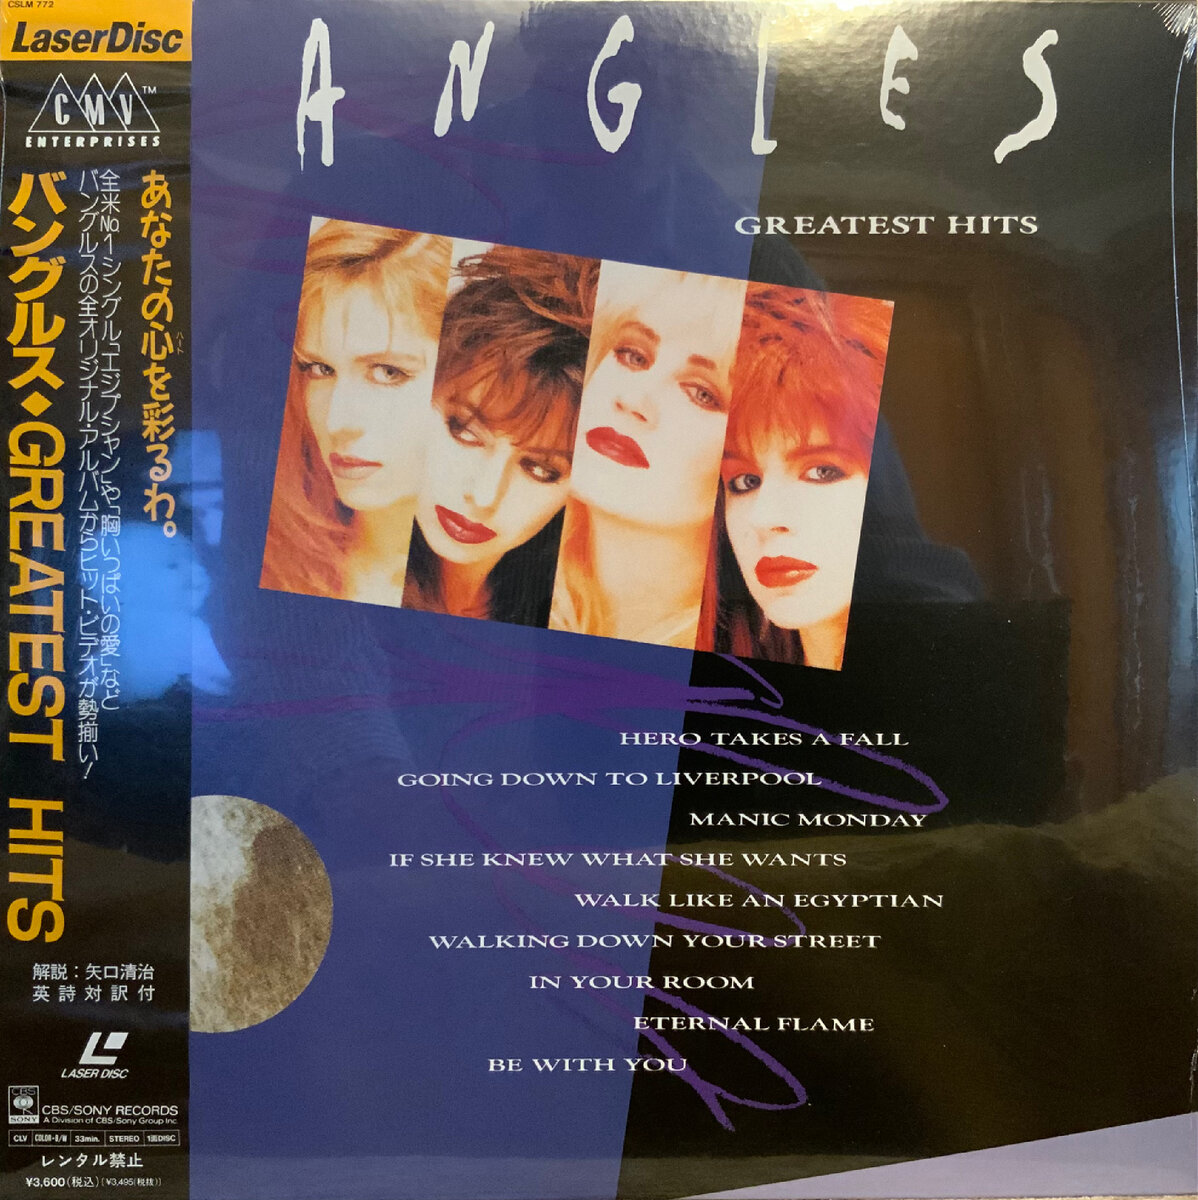 CSLM 772
LaserDisc
CMV™
ENTERPRISES
あなたの心を彩るわ。
ハート
全米№1シングル「エジプシャン」や「胸いっぱいの愛」など
バングルスの全オリジナル・アルバムからヒット・ビデオが勢揃い!
バングルス◆GREATEST HITS
解説:矢口清治
英詩対訳付
LASER DISC
CBS
SONY
CBS/SONY RECORDS
A Division of CBS/Sony Group Inc.
CLV COLOR-B/W 33min. STEREO 1面DISC
レンタル禁止
¥3,600(税込)[¥3,495(税抜)]
ANGLES
GREATEST HITS
HERO TAKES A FALL
GOING DOWN TO LIVERPOOL
MANIC MONDAY
IF SHE KNEW WHAT SHE WANTS
WALK LIKE AN EGYPTIAN
WALKING DOWN YOUR STREET
IN YOUR ROOM
ETERNAL FLAME
BE WITH YOU